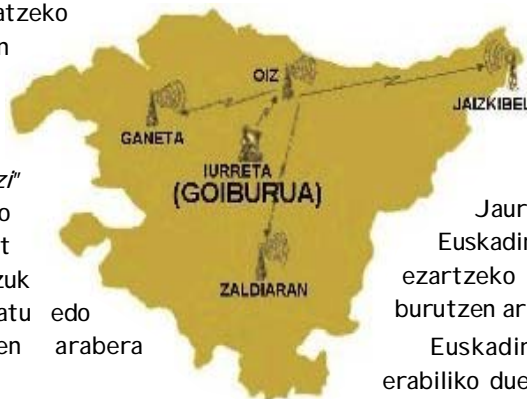 atzeko
n
zi"
o
t
zuk
atu edo
en arabera
OIZ
JAIZKIBEL
GANETA
IURRETA
(GOIBURUA)
ZALDIARAN
Jaur
Euskadin
ezartzeko
burutzen ar
Euskadin
erabiliko due